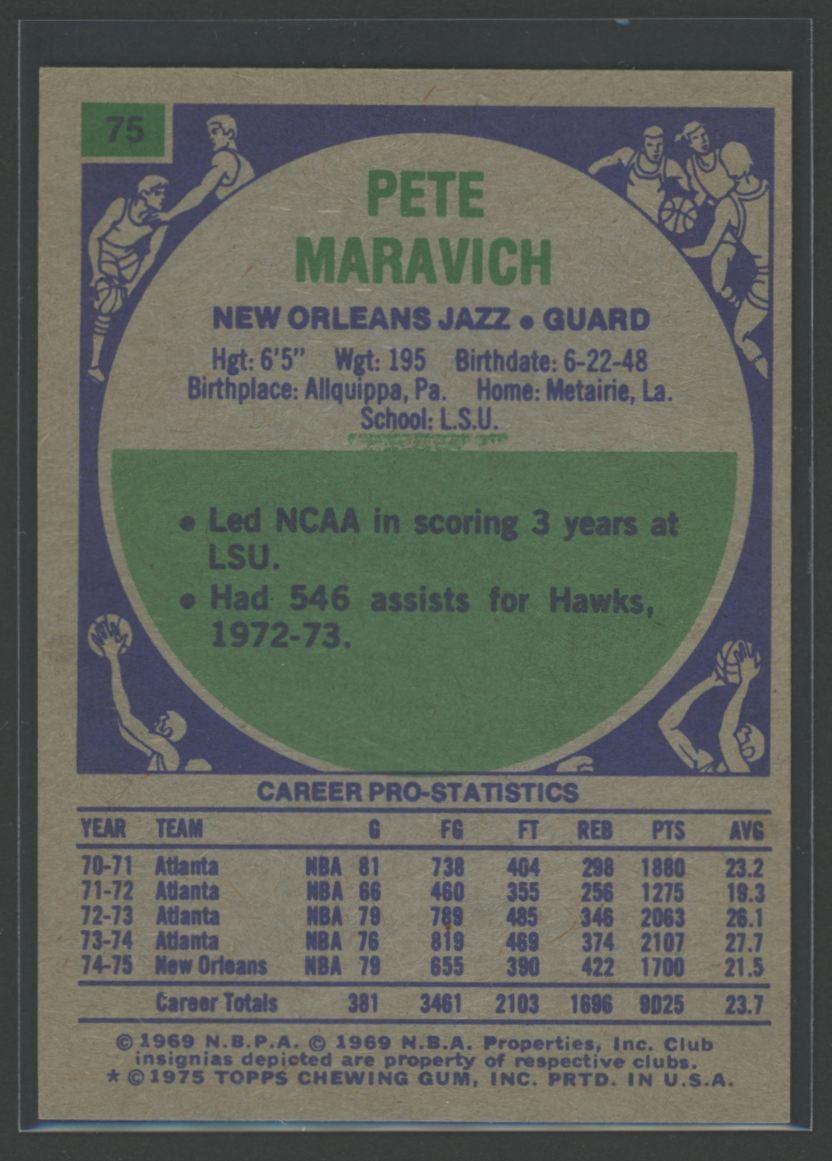 75
PETE
MARAVICH
NEW ORLEANS JAZZ • GUARD
Hgt: 6'5" Wgt: 195 Birthdate: 6-22-48
Birthplace: Allquippa, Pa. Home: Metairie, La.
School: L.S.U.
• Led NCAA in scoring 3 years at
LSU.
• Had 546 assists for Hawks,
1972-73.
CAREER PRO-STATISTICS
YEAR TEAM G FG FT REB PTS AVG
70-71 Atlanta NBA 81 738 404 298 1880 23.2
71-72 Atlanta NBA 66 460 355 256 1275 19.3
72-73 Atlanta NBA 79 789 485 346 2063 26.1
73-74 Atlanta NBA 76 819 469 374 2107 27.7
74-75 New Orleans NBA 79 655 390 422 1700 21.5
Career Totals 381 3461 2103 1696 9025 23.7
© 1969 N.B.P.A. © 1969 N.B.A. Properties, Inc. Club
insignias depicted are property of respective clubs.
* © 1975 TOPPS CHEWING GUM, INC. PRTD. IN U.S.A.